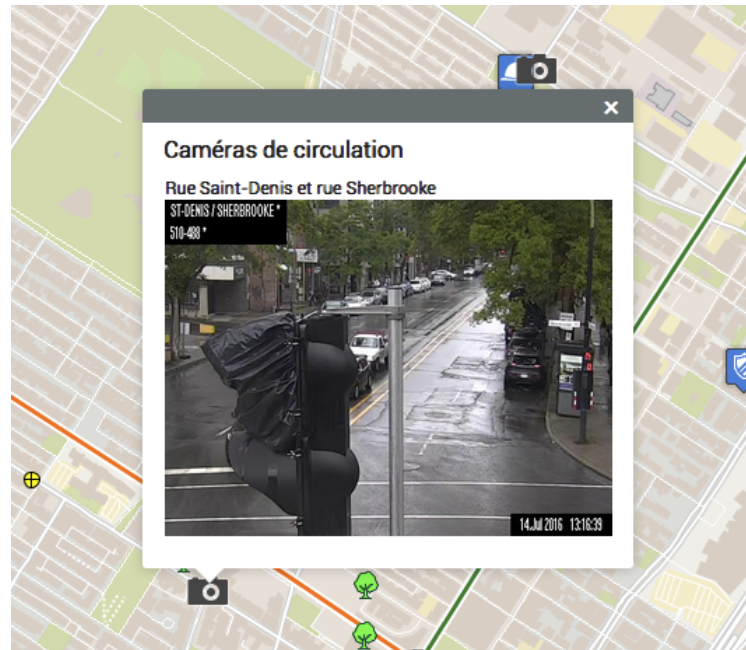 Caméras de circulation
Rue Saint-Denis et rue Sherbrooke
ST-DENIS / SHERBROOKE *
510-488 *
14.Jul 2016 13:16:39